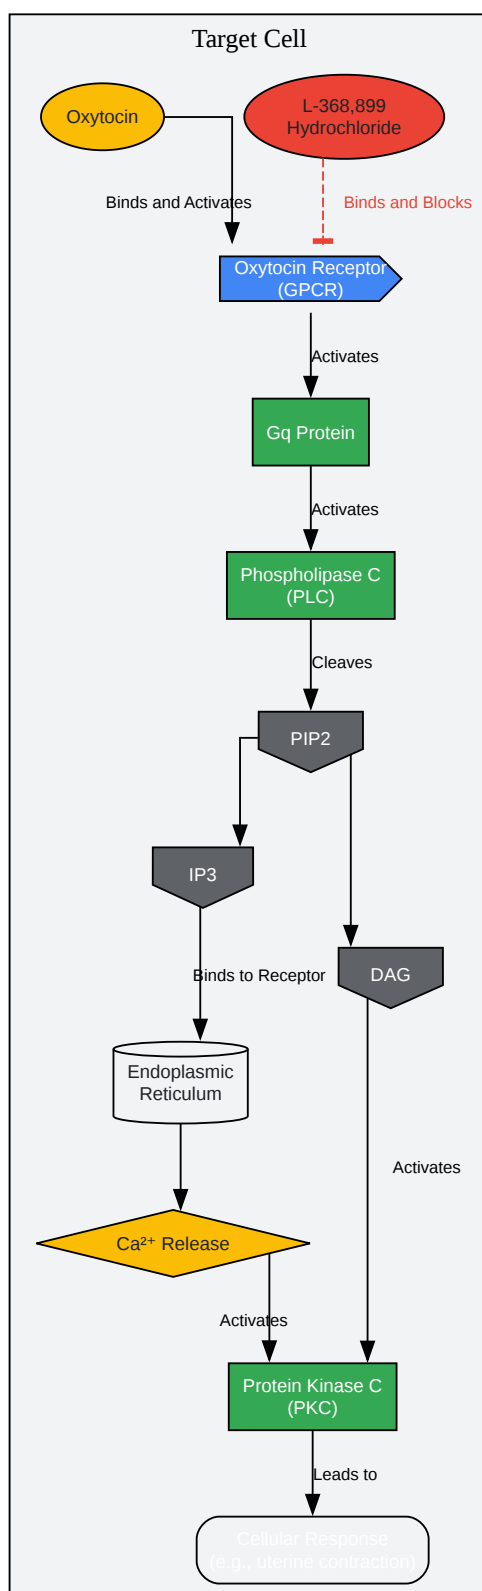 Target Cell
Oxytocin
L-368,899
Hydrochloride
Binds and Activates
Binds and Blocks
Oxytocin Receptor
(GPCR)
Activates
Gq Protein
Activates
Phospholipase C
(PLC)
Cleaves
PIP2
IP3
Binds to Receptor
DAG
Endoplasmic
Reticulum
Activates
Ca²⁺ Release
Activates
Protein Kinase C
(PKC)
Leads to
Cellular Response
(e.g., uterine contraction)